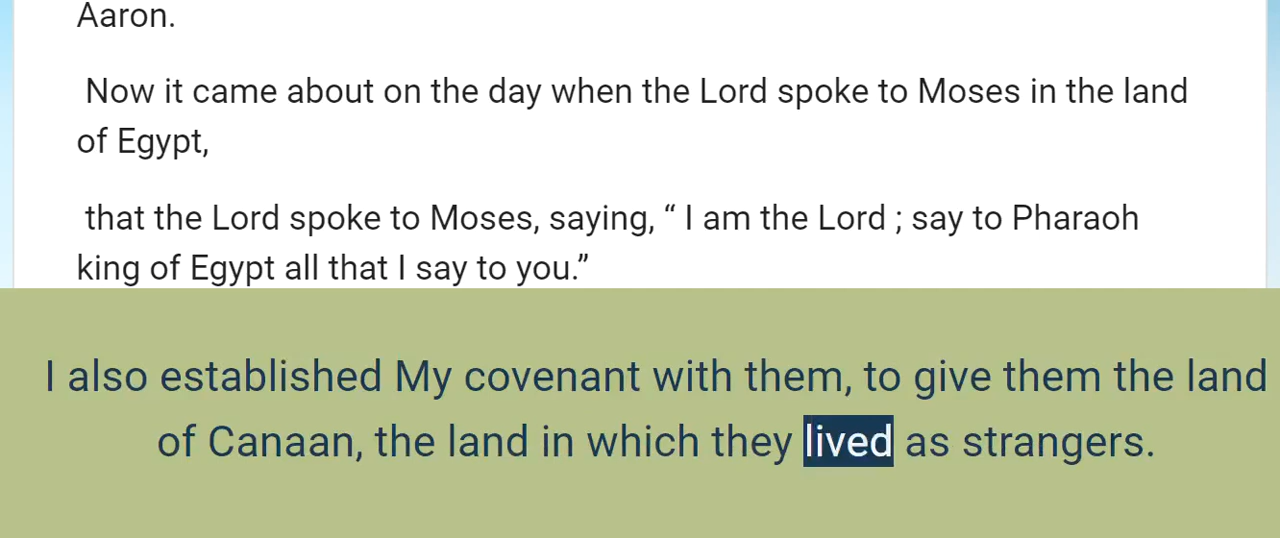 Aaron.
Now it came about on the day when the Lord spoke to Moses in the land
of Egypt,
that the Lord spoke to Moses, saying, “ I am the Lord ; say to Pharaoh
king of Egypt all that I say to you.”
I also established My covenant with them, to give them the land
of Canaan, the land in which they lived as strangers.